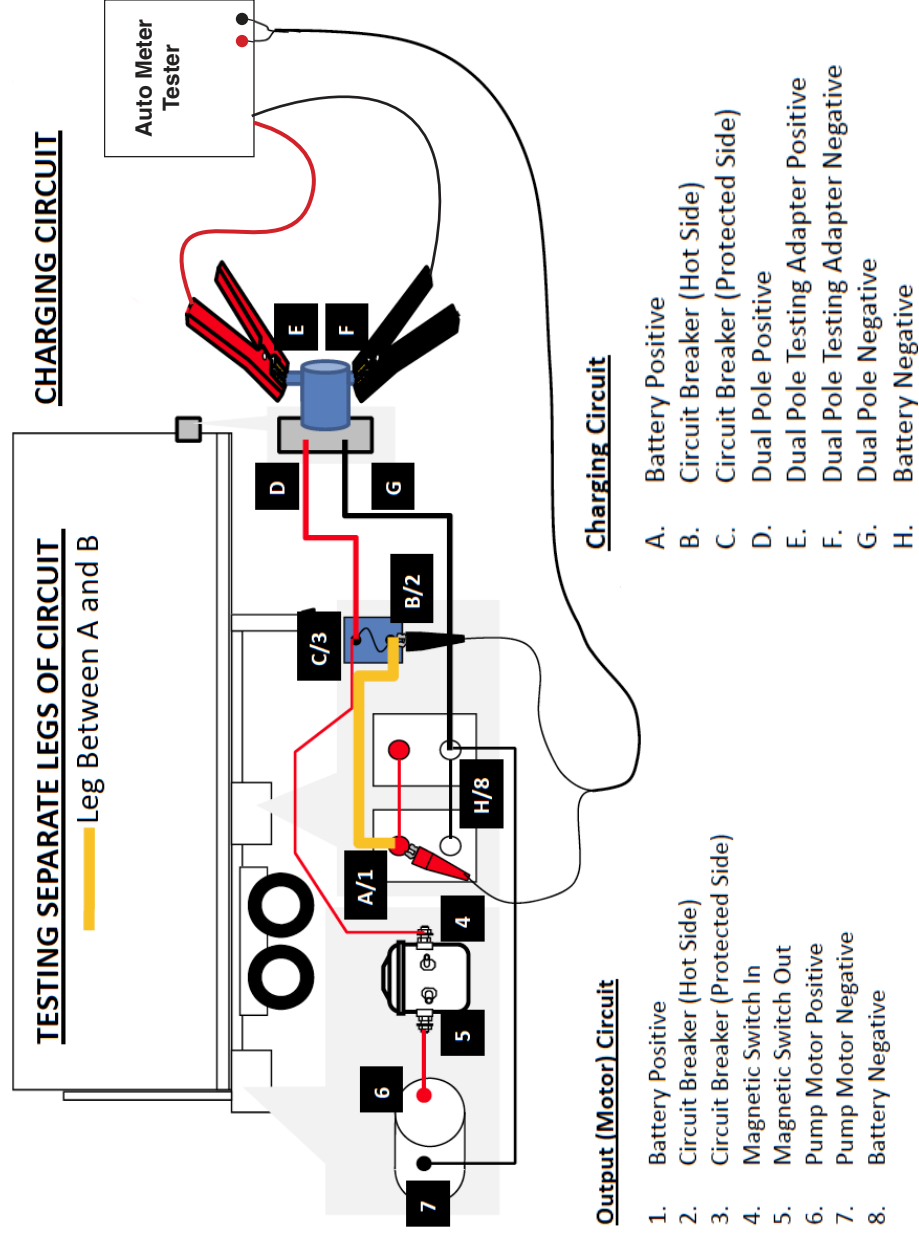 CHARGING CIRCUIT
TESTING SEPARATE LEGS OF CIRCUIT
Leg Between A and B
Auto Meter
Tester
E
F
D
G
C/3
B/2
A/1
H/8
4
5
6
7
Output (Motor) Circuit
1. Battery Positive
2. Circuit Breaker (Hot Side)
3. Circuit Breaker (Protected Side)
4. Magnetic Switch In
5. Magnetic Switch Out
6. Pump Motor Positive
7. Pump Motor Negative
8. Battery Negative
Charging Circuit
A. Battery Positive
B. Circuit Breaker (Hot Side)
C. Circuit Breaker (Protected Side)
D. Dual Pole Positive
E. Dual Pole Testing Adapter Positive
F. Dual Pole Testing Adapter Negative
G. Dual Pole Negative
H. Battery Negative